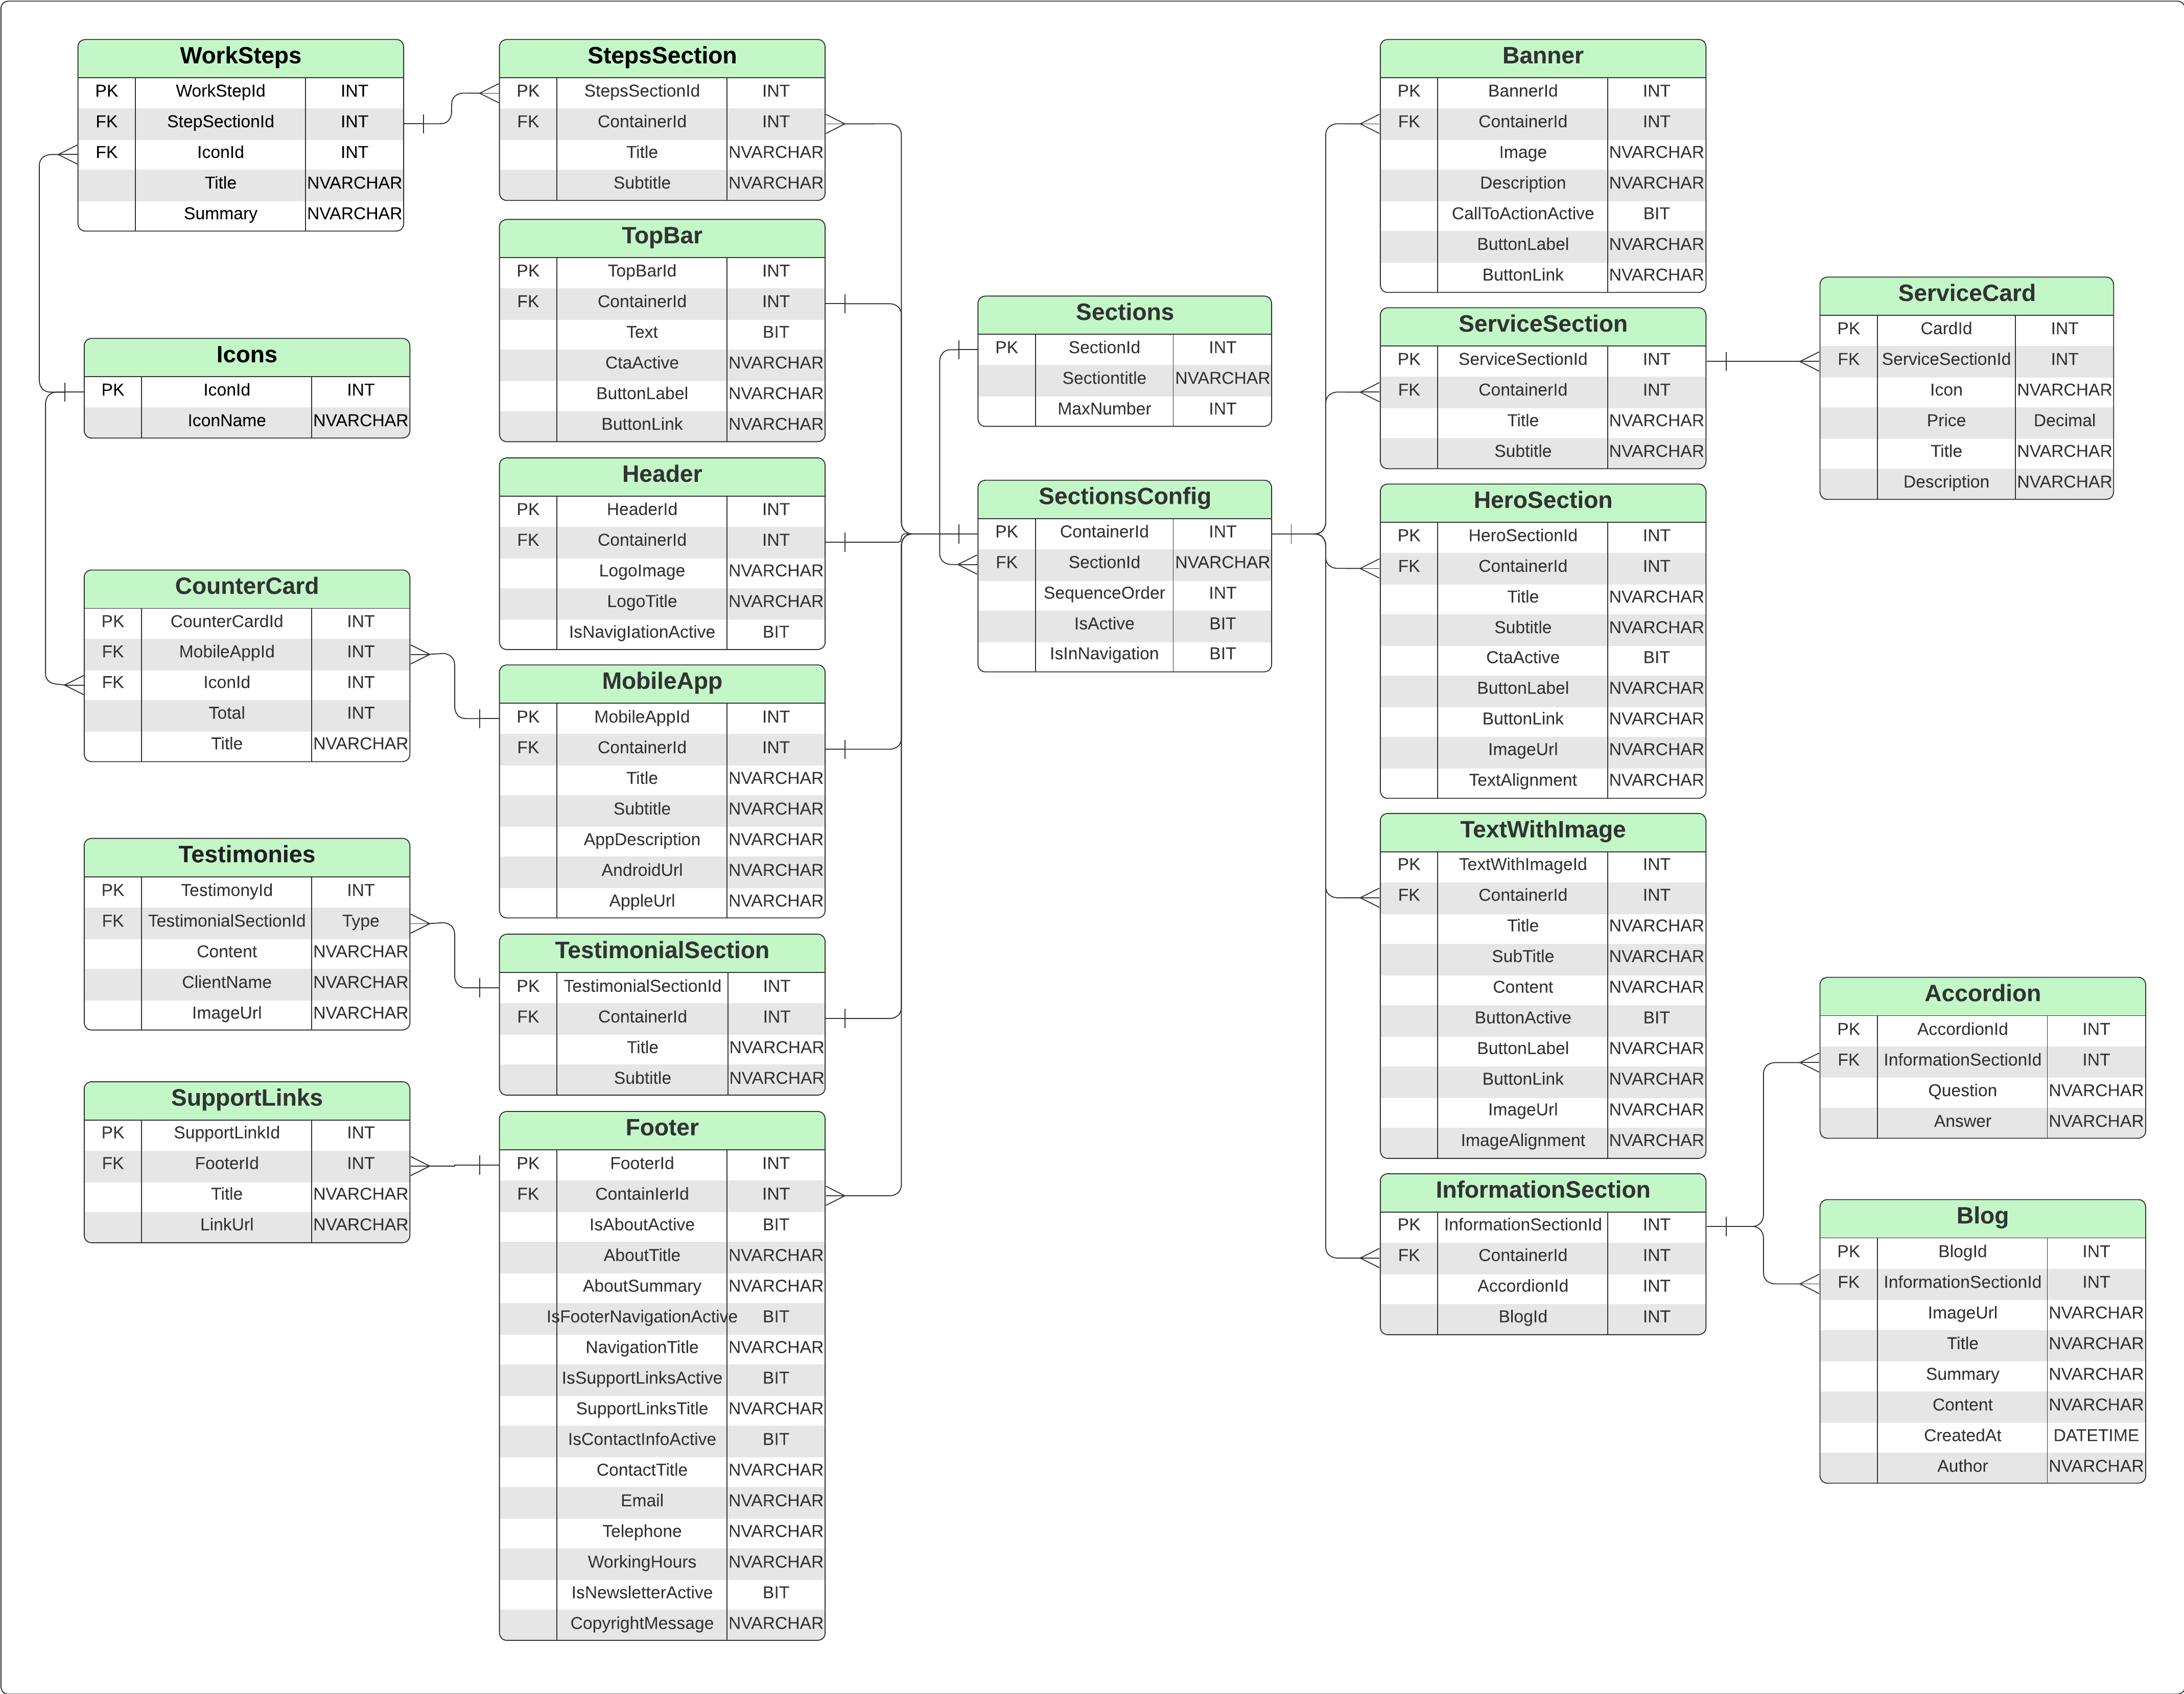 WorkSteps
PK WorkStepId INT
FK StepSectionId INT
FK IconId INT
Title NVARCHAR
Summary NVARCHAR
Icons
PK IconId INT
IconName NVARCHAR
CounterCard
PK CounterCardId INT
FK MobileAppId INT
FK IconId INT
Total INT
Title NVARCHAR
Testimonies
PK TestimonyId INT
FK TestimonialSectionId Type
Content NVARCHAR
ClientName NVARCHAR
ImageUrl NVARCHAR
SupportLinks
PK SupportLinkId INT
FK FooterId INT
Title NVARCHAR
LinkUrl NVARCHAR
StepsSection
PK StepsSectionId INT
FK ContainerId INT
Title NVARCHAR
Subtitle NVARCHAR
TopBar
PK TopBarId INT
FK ContainerId INT
Text BIT
CtaActive NVARCHAR
ButtonLabel NVARCHAR
ButtonLink NVARCHAR
Header
PK HeaderId INT
FK ContainerId INT
LogoImage NVARCHAR
LogoTitle NVARCHAR
IsNavigIationActive BIT
MobileApp
PK MobileAppId INT
FK ContainerId INT
Title NVARCHAR
Subtitle NVARCHAR
AppDescription NVARCHAR
AndroidUrl NVARCHAR
AppleUrl NVARCHAR
TestimonialSection
PK TestimonialSectionId INT
FK ContainerId INT
Title NVARCHAR
Subtitle NVARCHAR
Footer
PK FooterId INT
FK ContainIerId INT
IsAboutActive BIT
AboutTitle NVARCHAR
AboutSummary NVARCHAR
IsFooterNavigationActive BIT
NavigationTitle NVARCHAR
IsSupportLinksActive BIT
SupportLinksTitle NVARCHAR
IsContactInfoActive BIT
ContactTitle NVARCHAR
Email NVARCHAR
Telephone NVARCHAR
WorkingHours NVARCHAR
IsNewsletterActive BIT
CopyrightMessage NVARCHAR
Sections
PK SectionId INT
Sectiontitle NVARCHAR
MaxNumber INT
SectionsConfig
PK ContainerId INT
FK SectionId NVARCHAR
SequenceOrder INT
IsActive BIT
IsInNavigation BIT
Banner
PK BannerId INT
FK ContainerId INT
Image NVARCHAR
Description NVARCHAR
CallToActionActive BIT
ButtonLabel NVARCHAR
ButtonLink NVARCHAR
ServiceSection
PK ServiceSectionId INT
FK ContainerId INT
Title NVARCHAR
Subtitle NVARCHAR
HeroSection
PK HeroSectionId INT
FK ContainerId INT
Title NVARCHAR
Subtitle NVARCHAR
CtaActive BIT
ButtonLabel NVARCHAR
ButtonLink NVARCHAR
ImageUrl NVARCHAR
TextAlignment NVARCHAR
TextWithImage
PK TextWithImageId INT
FK ContainerId INT
Title NVARCHAR
SubTitle NVARCHAR
Content NVARCHAR
ButtonActive BIT
ButtonLabel NVARCHAR
ButtonLink NVARCHAR
ImageUrl NVARCHAR
ImageAlignment NVARCHAR
InformationSection
PK InformationSectionId INT
FK ContainerId INT
AccordionId INT
BlogId INT
ServiceCard
PK CardId INT
FK ServiceSectionId INT
Icon NVARCHAR
Price Decimal
Title NVARCHAR
Description NVARCHAR
Accordion
PK AccordionId INT
FK InformationSectionId INT
Question NVARCHAR
Answer NVARCHAR
Blog
PK BlogId INT
FK InformationSectionId INT
ImageUrl NVARCHAR
Title NVARCHAR
Summary NVARCHAR
Content NVARCHAR
CreatedAt DATETIME
Author NVARCHAR